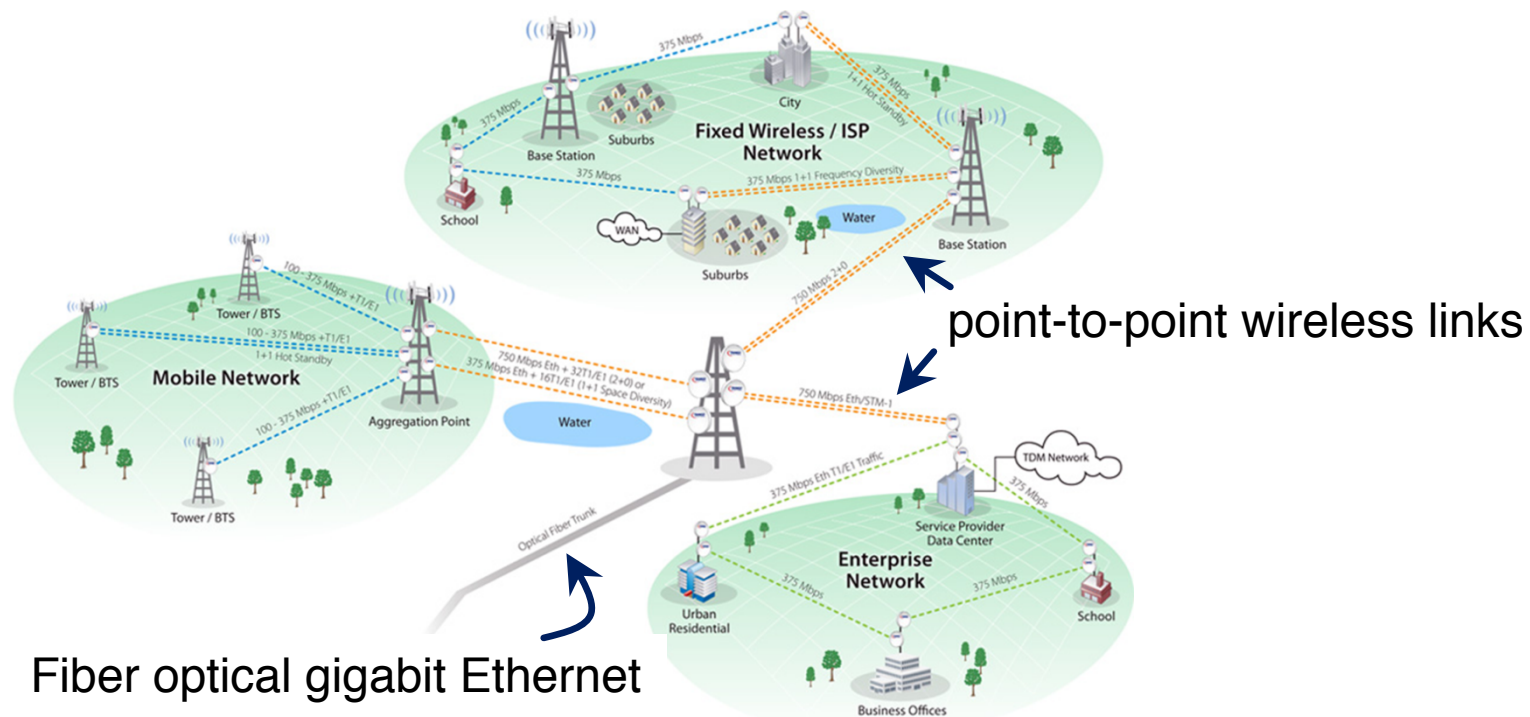 375 Mbps
City
375 Mbps
1+1 Hot Standby
375 Mbps
Suburbs
Base Station
Fixed Wireless / ISP
Network
375 Mbps
375 Mbps 1+1 Frequency Diversity
School
WAN
Water
Base Station
Suburbs
750 Mbps 2+0
point-to-point wireless links
100 - 375 Mbps +T1/E1
Tower / BTS
100 - 375 Mbps +T1/E1
1+1 Hot Standby
Tower / BTS
Mobile Network
100 - 375 Mbps +T1/E1
Aggregation Point
Tower / BTS
750 Mbps Eth + 32T1/E1 (2+0) or
375 Mbps Eth + 16T1/E1 (1+1 Space Diversity)
Water
750 Mbps Eth/STM-1
TDM Network
375 Mbps Eth T1/E1 Traffic
375 Mbps
Service Provider
Data Center
Optical Fiber Trunk
Enterprise
Network
375 Mbps
375 Mbps
Urban
Residential
School
Business Offices
Fiber optical gigabit Ethernet